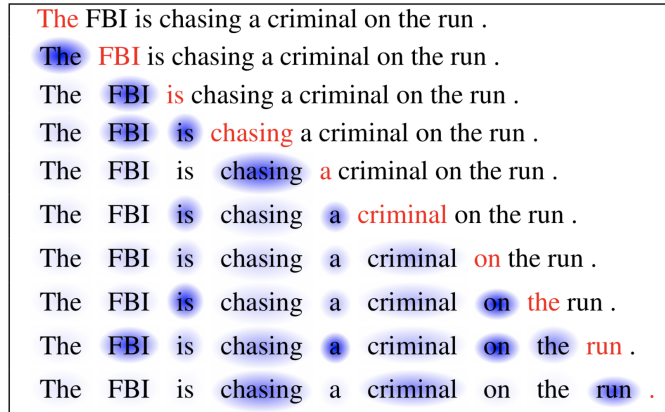 The FBI is chasing a criminal on the run .
The FBI is chasing a criminal on the run .
The FBI is chasing a criminal on the run .
The FBI is chasing a criminal on the run .
The FBI is chasing a criminal on the run .
The FBI is chasing a criminal on the run .
The FBI is chasing a criminal on the run .
The FBI is chasing a criminal on the run .
The FBI is chasing a criminal on the run .
The FBI is chasing a criminal on the run .